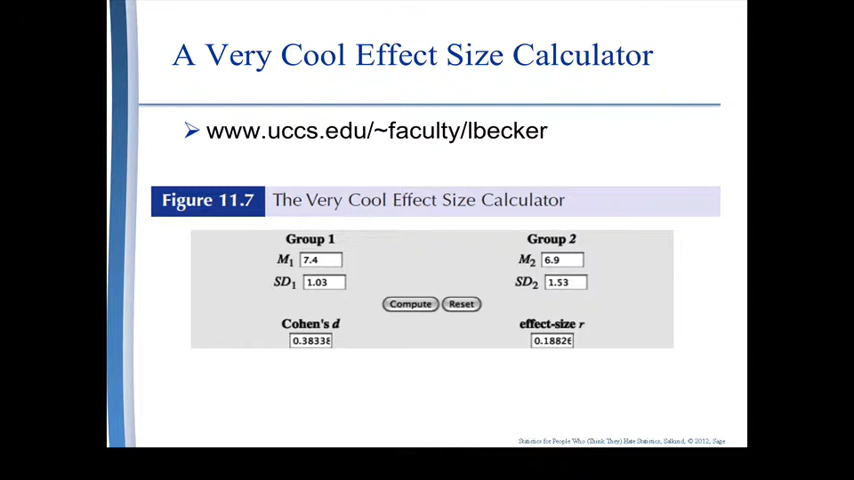 A Very Cool Effect Size Calculator
www.uccs.edu/~faculty/lbecker
Figure 11.7 The Very Cool Effect Size Calculator
Group 1 Group 2
M1 7.4 M2 6.9
SD1 1.03 SD2 1.53
Compute Reset
Cohen's d effect-size r
0.38338 0.1882
Statistics for People Who (Think They) Hate Statistics, Salkind, © 2012, Sage